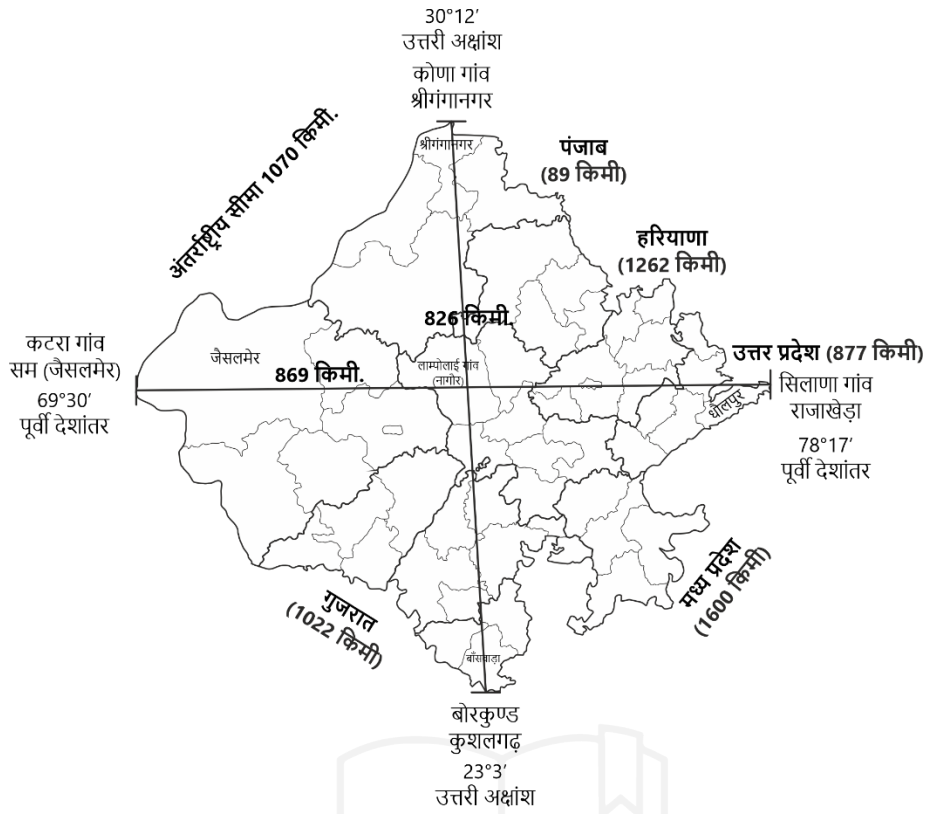 30°12′
उत्तरी अक्षांश
कोणा गांव
श्रीगंगानगर
श्रीगंगानगर
अंतर्राष्ट्रीय सीमा 1070 किमी.
पंजाब
(89 किमी)
हरियाणा
(1262 किमी)
826 किमी.
कटरा गांव
सम (जैसलमेर)
69°30′
पूर्वी देशांतर
जैसलमेर
869 किमी.
लाम्पोलाई गांव
(नागौर)
उत्तर प्रदेश (877 किमी)
सिलाणा गांव
राजाखेड़ा
78°17′
पूर्वी देशांतर
धौलपुर
मध्य प्रदेश
(1600 किमी)
गुजरात
(1022 किमी)
बाँसवाड़ा
बोरकुण्ड
कुशलगढ़
23°3′
उत्तरी अक्षांश